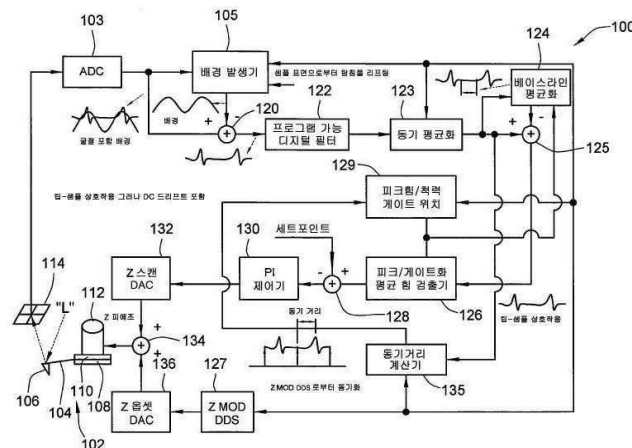 100
103
ADC
105
배경 발생기
샘플 표면으로부터 탐침을 리프팅
124
베이스라인
평균화
굴절 포함 배경
배경
+
-
120
122
프로그램 가능
디지털 필터
123
동기 평균화
+
-
125
129
피크힘/척력
게이트 위치
팁-샘플 상호작용 그러나 DC 드리프트 포함
132
Z 스캔
DAC
130
PI
제어기
세트포인트
-
+
128
피크/게이트화
평균 힘 검출기
126
팁-샘플 상호작용
114
"L"
112
Z 피에조
+
+
134
동기 거리
동기거리
계산기
135
Z MOD DDS로부터 동기화
136
Z 옵셋
DAC
127
Z MOD
DDS
106
104
110
108
102